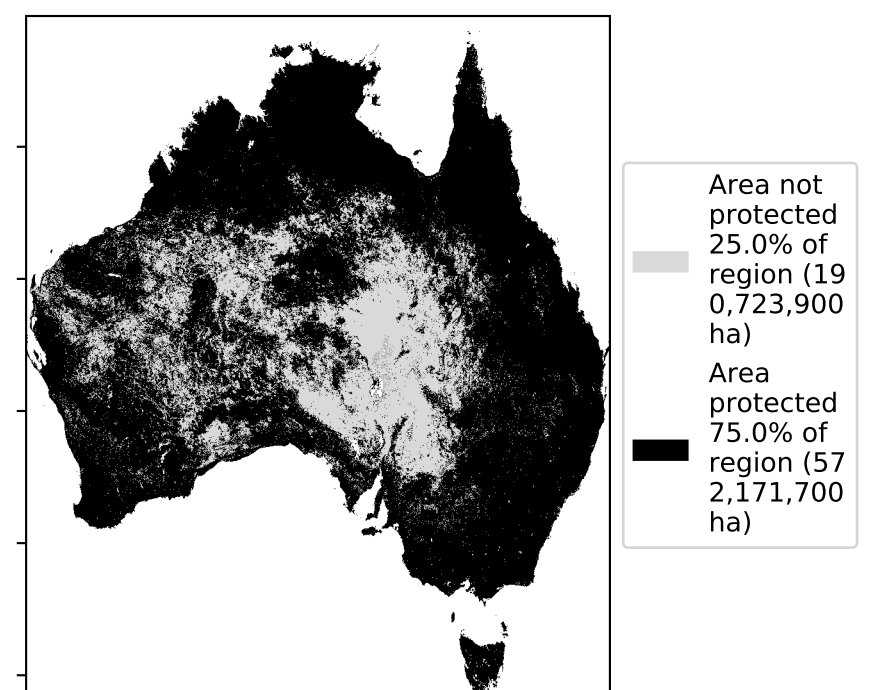 Area not
protected
25.0% of
region (19
0,723,900
ha)
Area
protected
75.0% of
region (57
2,171,700
ha)